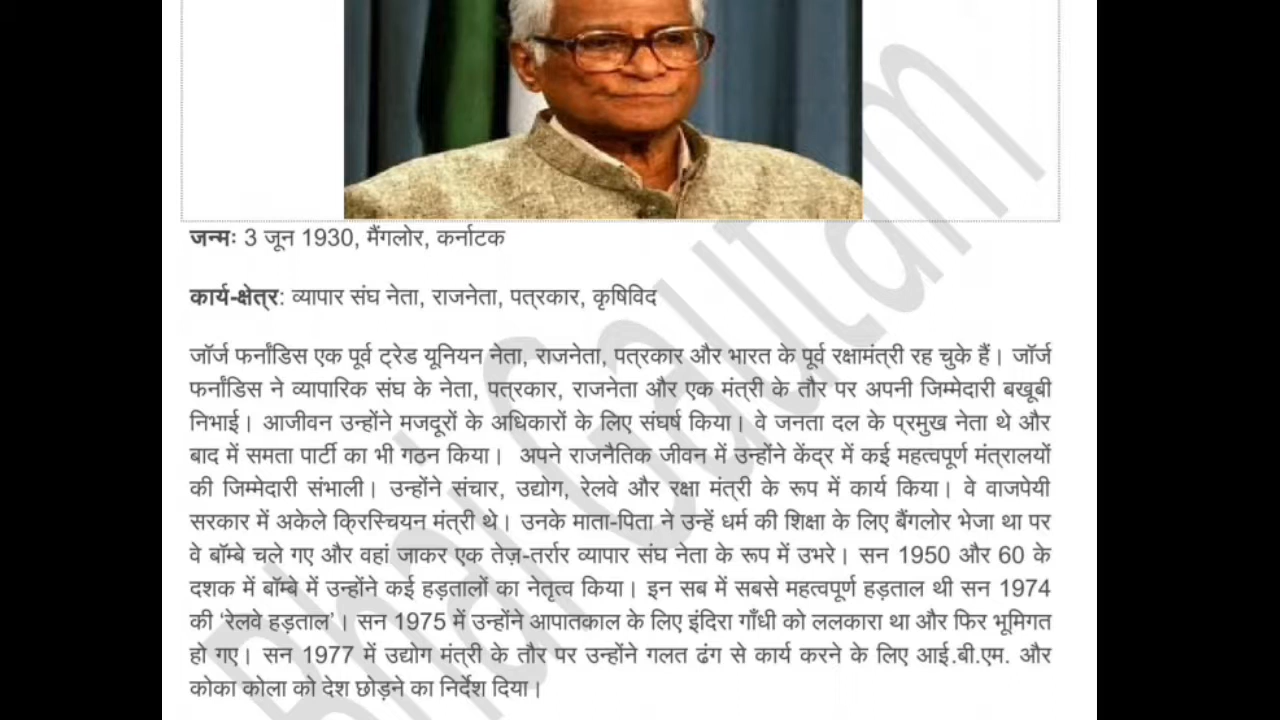 जन्मः 3 जून 1930, मैंगलोर, कर्नाटक
कार्य-क्षेत्र: व्यापार संघ नेता, राजनेता, पत्रकार, कृषिविद
जॉर्ज फर्नांडिस एक पूर्व ट्रेड यूनियन नेता, राजनेता, पत्रकार और भारत के पूर्व रक्षामंत्री रह चुके हैं। जॉर्ज
फर्नांडिस ने व्यापारिक संघ के नेता, पत्रकार, राजनेता और एक मंत्री के तौर पर अपनी जिम्मेदारी बखूबी
निभाई। आजीवन उन्होंने मजदूरों के अधिकारों के लिए संघर्ष किया। वे जनता दल के प्रमुख नेता थे और
बाद में समता पार्टी का भी गठन किया। अपने राजनैतिक जीवन में उन्होंने केंद्र में कई महत्वपूर्ण मंत्रालयों
की जिम्मेदारी संभाली। उन्होंने संचार, उद्योग, रेलवे और रक्षा मंत्री के रूप में कार्य किया। वे वाजपेयी
सरकार में अकेले क्रिस्चियन मंत्री थे। उनके माता-पिता ने उन्हें धर्म की शिक्षा के लिए बैंगलोर भेजा था पर
वे बॉम्बे चले गए और वहां जाकर एक तेज़-तर्रार व्यापार संघ नेता के रूप में उभरे। सन 1950 और 60 के
दशक में बॉम्बे में उन्होंने कई हड़तालों का नेतृत्व किया। इन सब में सबसे महत्वपूर्ण हड़ताल थी सन 1974
की ‘रेलवे हड़ताल’। सन 1975 में उन्होंने आपातकाल के लिए इंदिरा गाँधी को ललकारा था और फिर भूमिगत
हो गए। सन 1977 में उद्योग मंत्री के तौर पर उन्होंने गलत ढंग से कार्य करने के लिए आई.बी.एम. और
कोका कोला को देश छोड़ने का निर्देश दिया।
Bhai Gautam